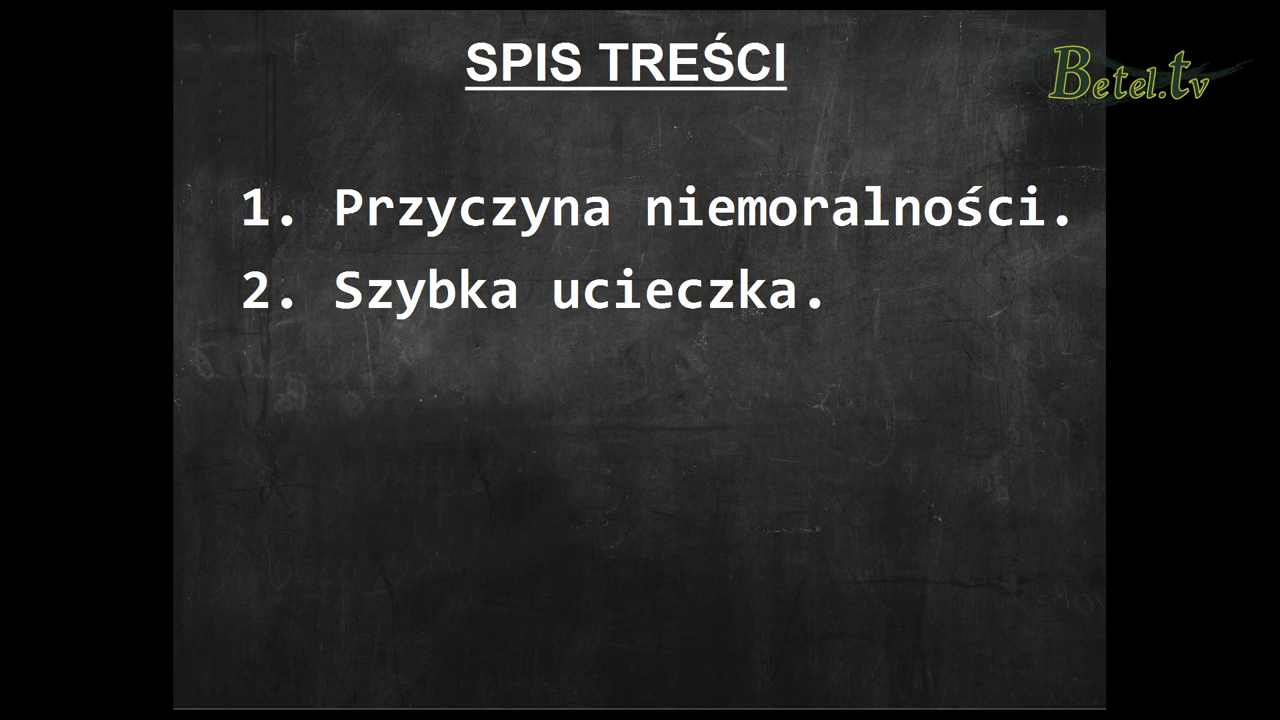 SPIS TREŚCI
Betel.tv
1. Przyczyna niemoralności.
2. Szybka ucieczka.